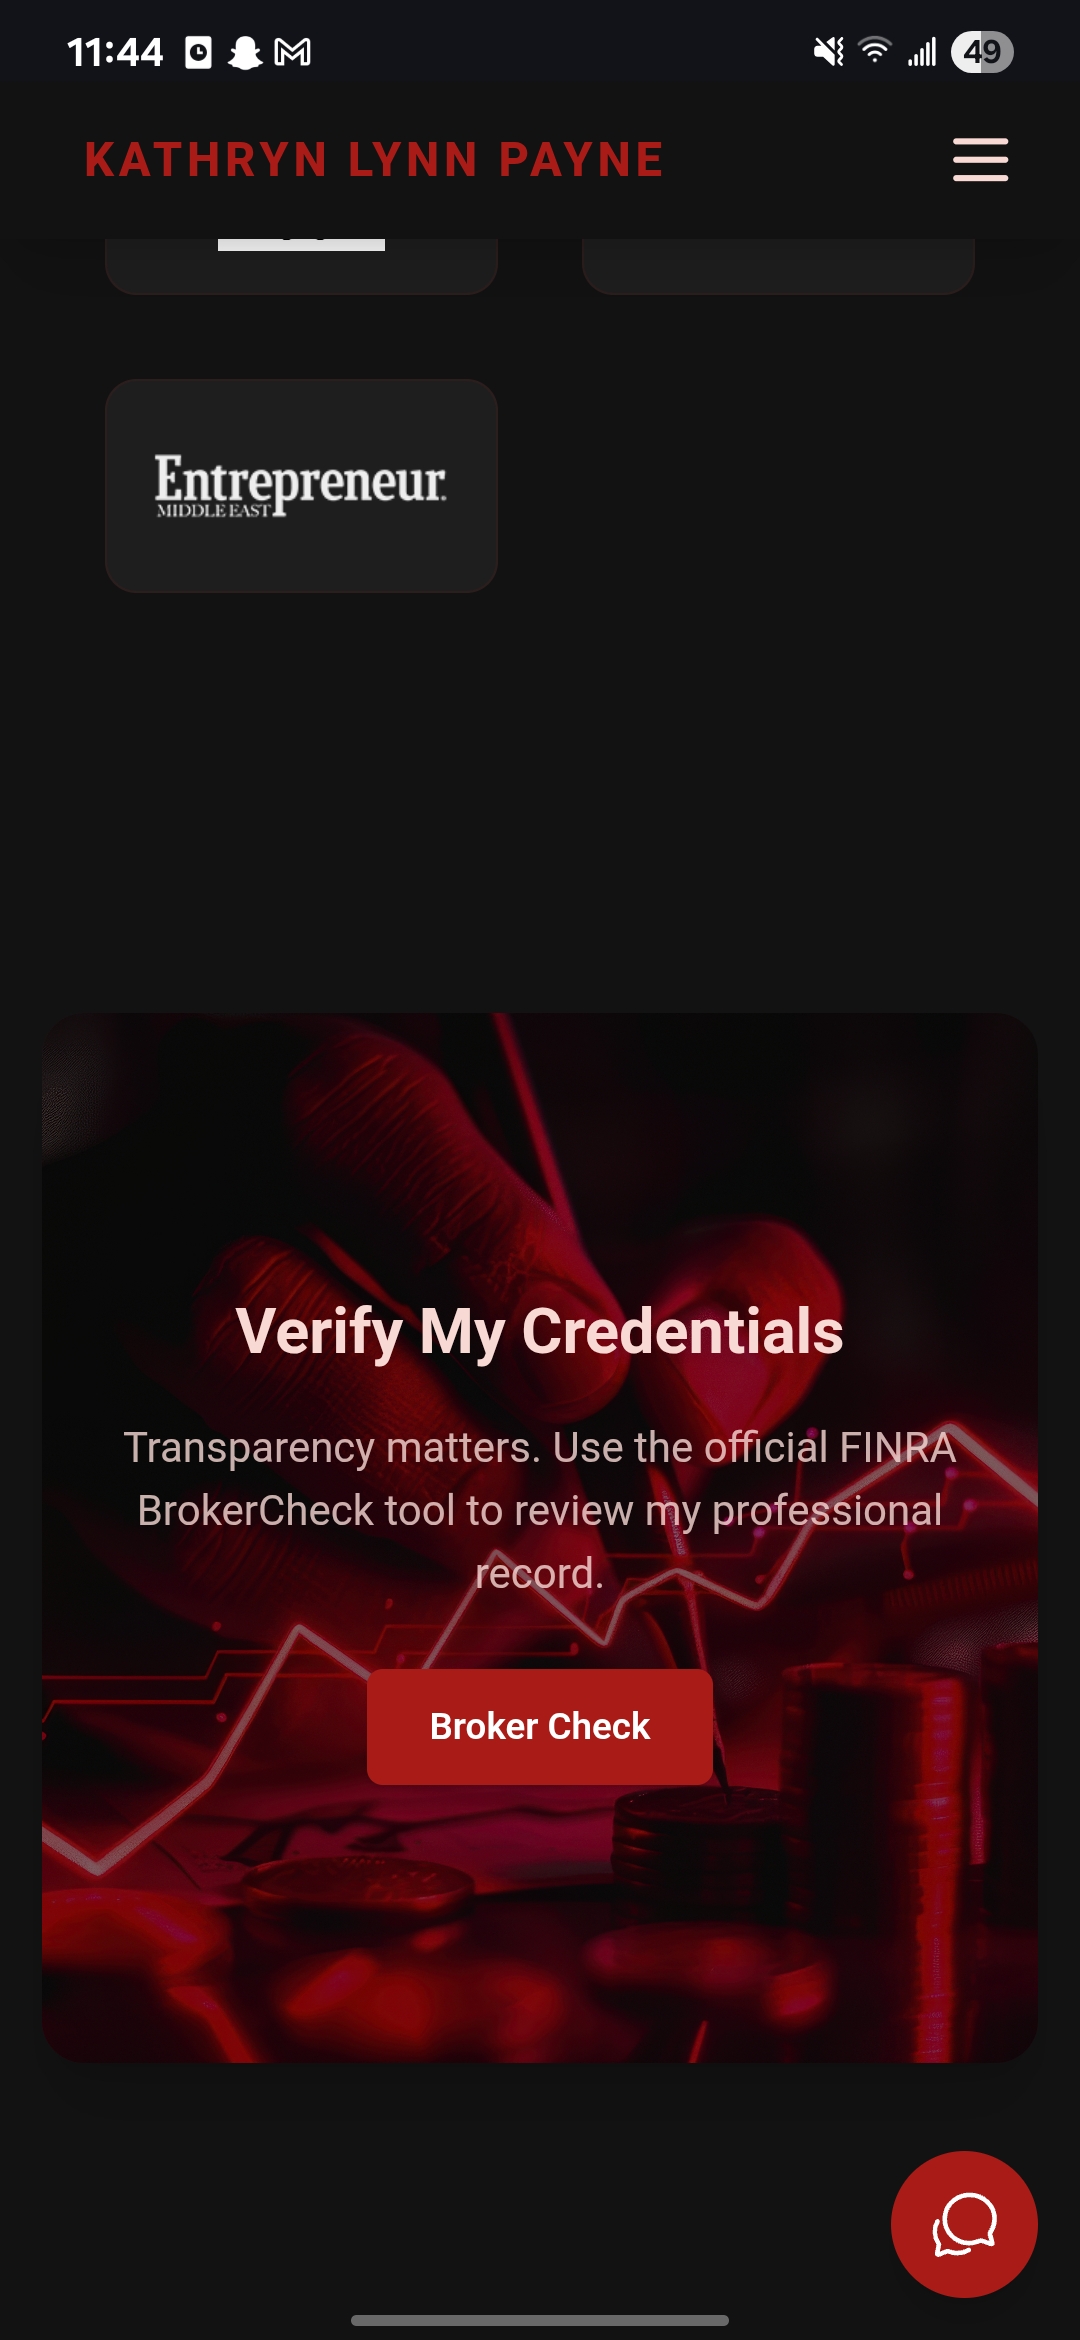 11:44
49
KATHRYN LYNN PAYNE
Entrepreneur
MIDDLE EAST
Verify My Credentials
Transparency matters. Use the official FINRA
BrokerCheck tool to review my professional
record.
Broker Check